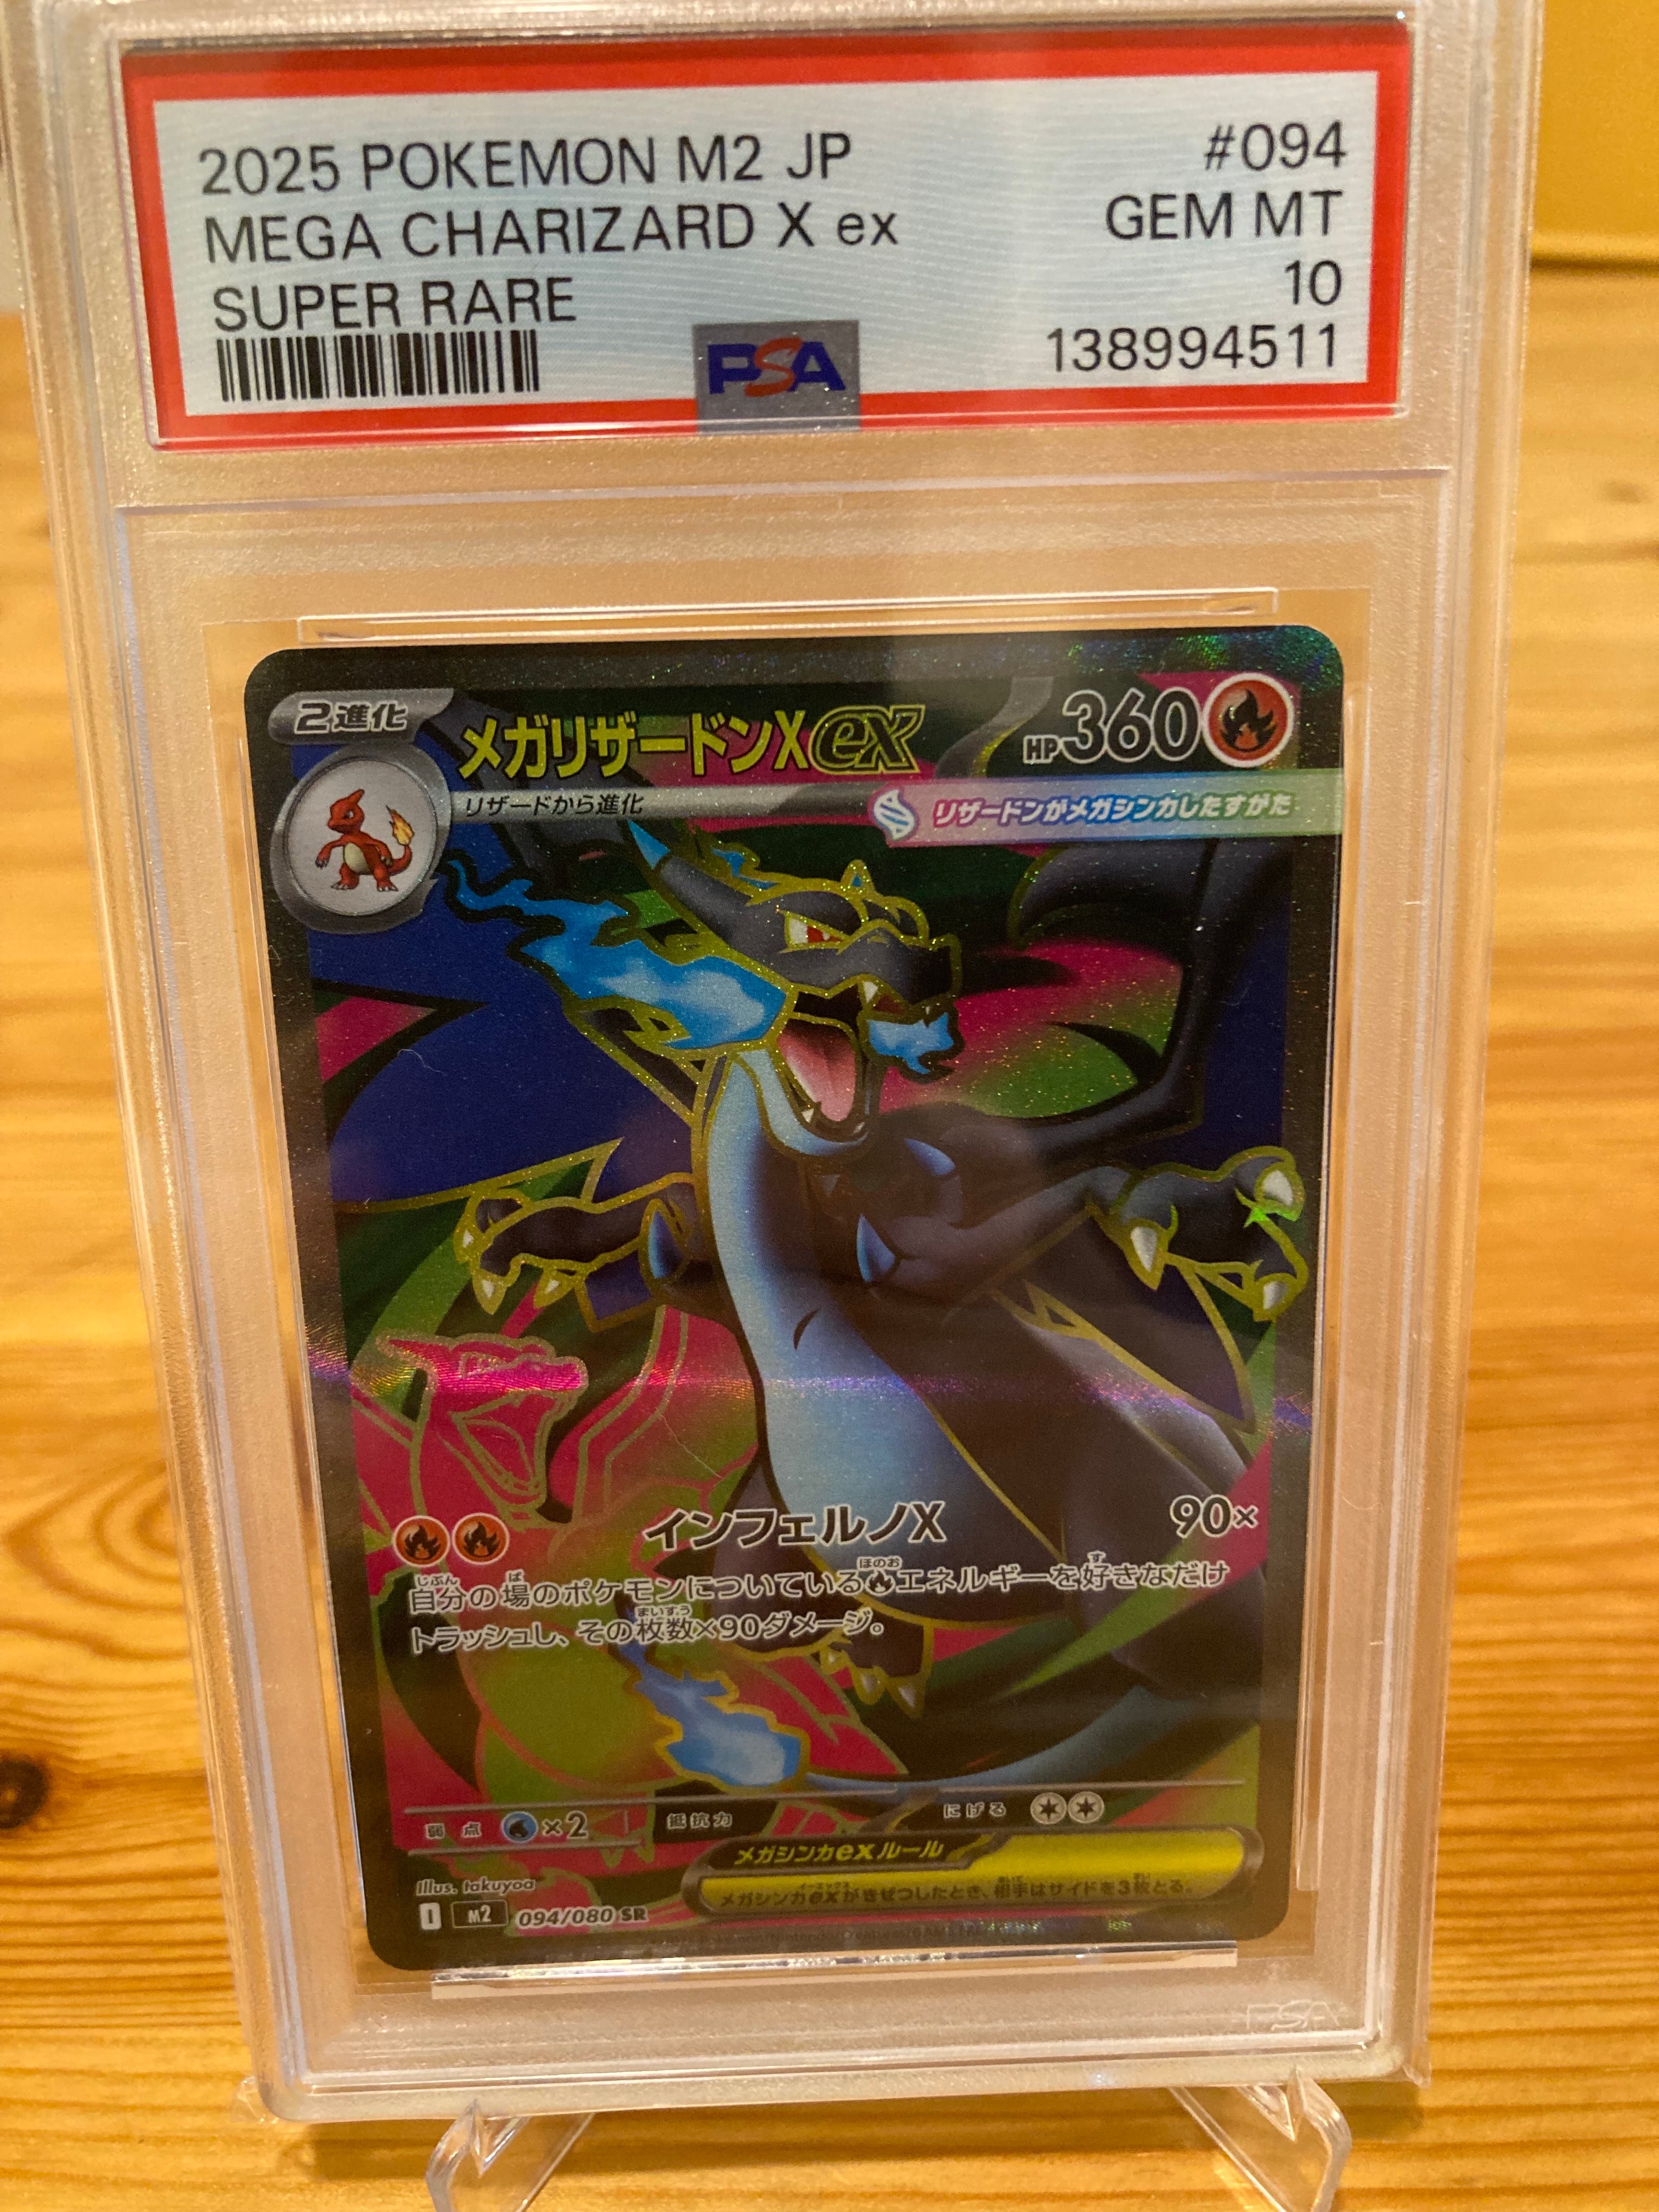 2025 POKEMON M2 JP #094
MEGA CHARIZARD X ex GEM MT
SUPER RARE 10
PSA 138994511
2進化 メガリザードンXex HP360
リザードから進化 リザードンがメガシンカしたすがた
インフェルノX 90×
自分の場のポケモンについているエネルギーを好きなだけ
トラッシュし、その枚数×90ダメージ。
弱点 ×2 抵抗力 にげる
メガシンカexルール
メガシンカexがきぜつしたとき、相手はサイドを3枚とる。
Illus. takuyoa
I M2 094/080 SR
PSA